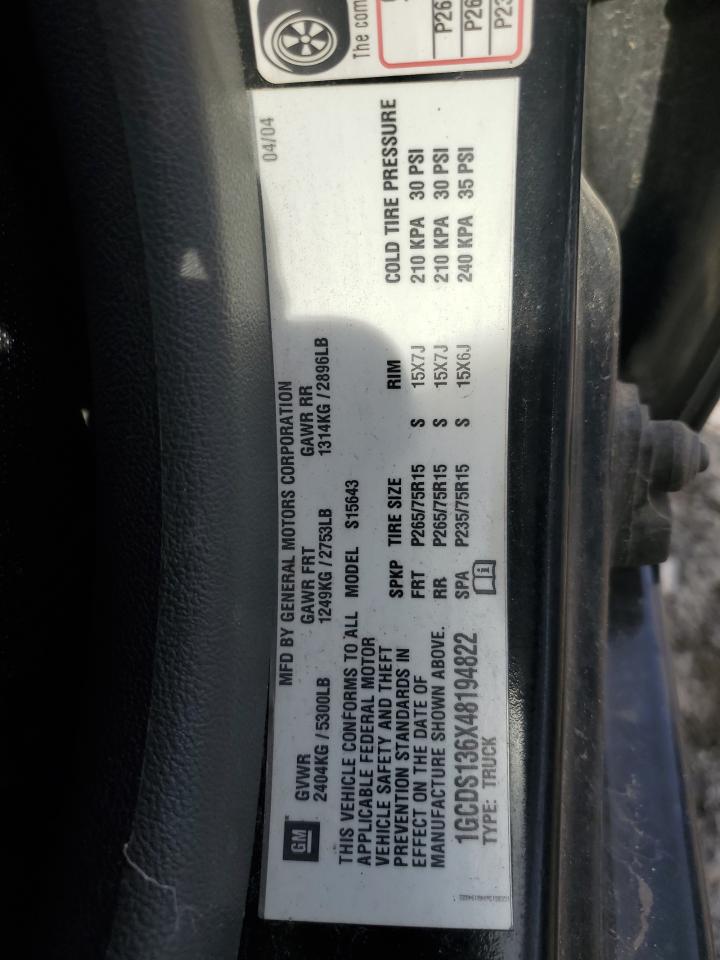 The com
P26
P26
P23
MFD BY GENERAL MOTORS CORPORATION
04/04
GM
GVWR
GAWR FRT
GAWR RR
2404KG / 5300LB
1249KG / 2753LB
1314KG / 2896LB
THIS VEHICLE CONFORMS TO ALL
APPLICABLE FEDERAL MOTOR
VEHICLE SAFETY AND THEFT
PREVENTION STANDARDS IN
EFFECT ON THE DATE OF
MANUFACTURE SHOWN ABOVE.
1GCDS136X48194822
TYPE: TRUCK
MODEL S15643
SPKP TIRE SIZE RIM COLD TIRE PRESSURE
FRT P265/75R15 S 15X7J 210 KPA 30 PSI
RR P265/75R15 S 15X7J 210 KPA 30 PSI
SPA P235/75R15 S 15X6J 240 KPA 35 PSI